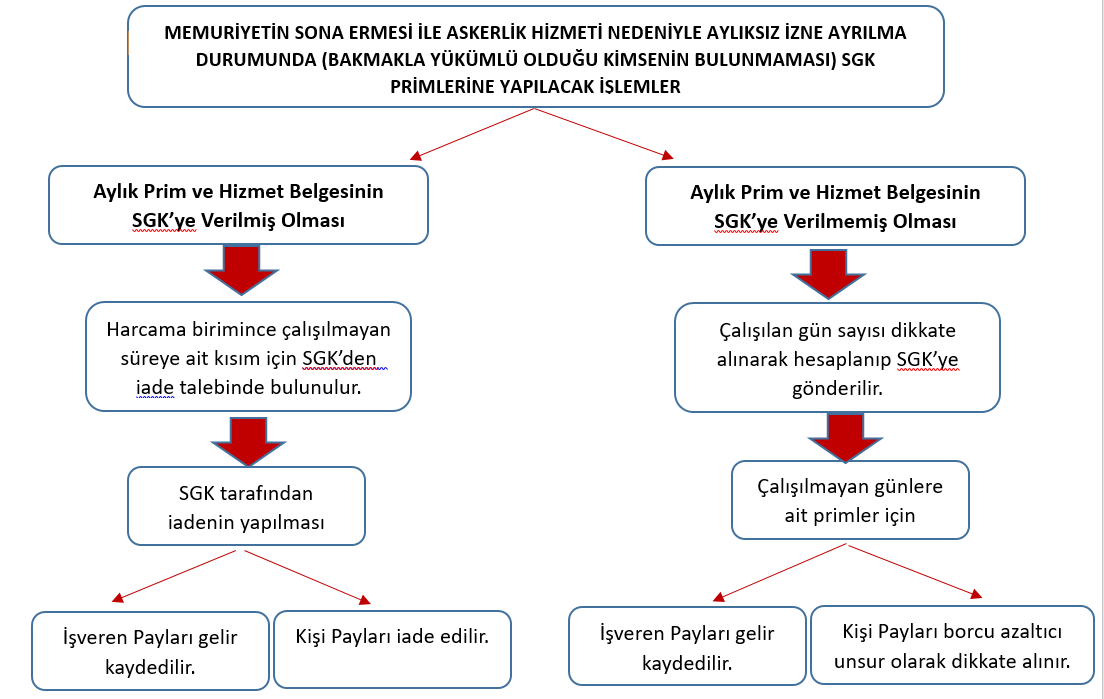 MEMURİYETİN SONA ERMESİ İLE ASKERLİK HİZMETİ NEDENİYLE AYLIKSIZ İZNE AYRILMA
DURUMUNDA (BAKMAKLA YÜKÜMLÜ OLDUĞU KİMSENİN BULUNMAMASI) SGK
PRİMLERİNE YAPILACAK İŞLEMLER
Aylık Prim ve Hizmet Belgesinin
SGK'ye Verilmiş Olması
Harcama birimince çalışılmayan
süreye ait kısım için SGK'den
iade talebinde bulunulur.
SGK tarafından
iadenin yapılması
İşveren Payları gelir
kaydedilir.
Kişi Payları iade edilir.
Aylık Prim ve Hizmet Belgesinin
SGK'ye Verilmemiş Olması
Çalışılan gün sayısı dikkate
alınarak hesaplanıp SGK'ye
gönderilir.
Çalışılmayan günlere
ait primler için
İşveren Payları gelir
kaydedilir.
Kişi Payları borcu azaltıcı
unsur olarak dikkate alınır.